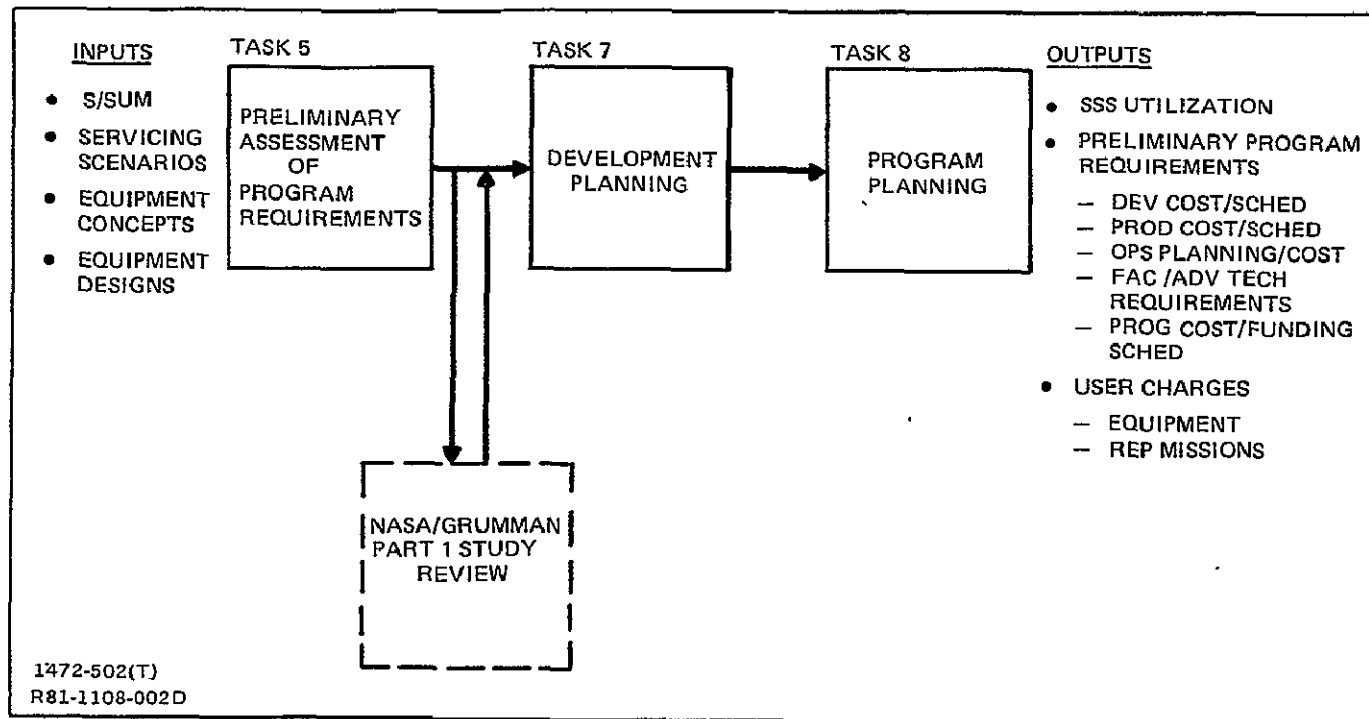 INPUTS
• S/SUM
• SERVICING
SCENARIOS
• EQUIPMENT
CONCEPTS
• EQUIPMENT
DESIGNS
TASK 5
PRELIMINARY
ASSESSMENT
OF
PROGRAM
REQUIREMENTS
TASK 7
DEVELOPMENT
PLANNING
TASK 8
PROGRAM
PLANNING
NASA/GRUMMAN
PART 1 STUDY
REVIEW
OUTPUTS
• SSS UTILIZATION
• PRELIMINARY PROGRAM
REQUIREMENTS
– DEV COST/SCHED
– PROD COST/SCHED
– OPS PLANNING/COST
– FAC /ADV TECH
REQUIREMENTS
– PROG COST/FUNDING
SCHED
• USER CHARGES
– EQUIPMENT
– REP MISSIONS
1472-502(T)
R81-1108-002D